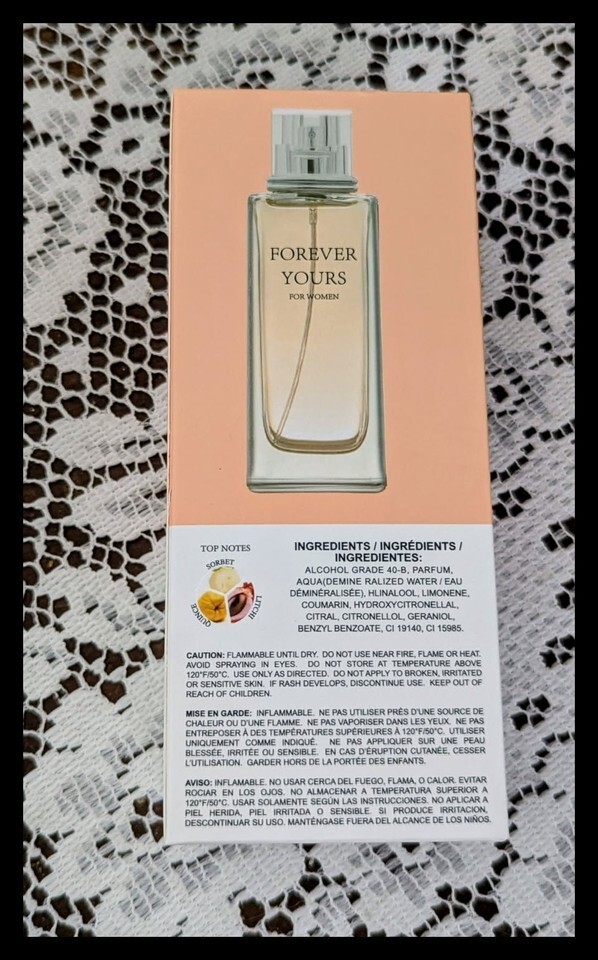 FOREVER
YOURS
FOR WOMEN
TOP NOTES
SORBET
QUINCE
LITCHI
INGREDIENTS / INGRÉDIENTS /
INGREDIENTES:
ALCOHOL GRADE 40-B, PARFUM,
AQUA(DEMINE RALIZED WATER / EAU
DÉMINÉRALISÉE), HLINALOOL, LIMONENE,
COUMARIN, HYDROXYCITRONELLAL,
CITRAL, CITRONELLOL, GERANIOL,
BENZYL BENZOATE, CI 19140, CI 15985.
CAUTION: FLAMMABLE UNTIL DRY. DO NOT USE NEAR FIRE, FLAME OR HEAT.
AVOID SPRAYING IN EYES. DO NOT STORE AT TEMPERATURE ABOVE
120°F/50°C. USE ONLY AS DIRECTED. DO NOT APPLY TO BROKEN, IRRITATED
OR SENSITIVE SKIN. IF RASH DEVELOPS, DISCONTINUE USE. KEEP OUT OF
REACH OF CHILDREN.
MISE EN GARDE: INFLAMMABLE. NE PAS UTILISER PRÈS D'UNE SOURCE DE
CHALEUR OU D'UNE FLAMME. NE PAS VAPORISER DANS LES YEUX. NE PAS
ENTREPOSER À DES TEMPÉRATURES SUPÉRIEURES À 120°F/50°C. UTILISER
UNIQUEMENT COMME INDIQUÉ. NE PAS APPLIQUER SUR UNE PEAU
BLESSÉE, IRRITÉE OU SENSIBLE. EN CAS D'ÉRUPTION CUTANÉE, CESSER
L'UTILISATION. GARDER HORS DE LA PORTÉE DES ENFANTS.
AVISO: INFLAMABLE. NO USAR CERCA DEL FUEGO, FLAMA, O CALOR. EVITAR
ROCIAR EN LOS OJOS. NO ALMACENAR A TEMPERATURA SUPERIOR A
120°F/50°C. USAR SOLAMENTE SEGÚN LAS INSTRUCCIONES. NO APLICAR A
PIEL HERIDA, PIEL IRRITADA O SENSIBLE. SI PRODUCE IRRITACIÓN,
DESCONTINUAR SU USO. MANTÉNGASE FUERA DEL ALCANCE DE LOS NIÑOS.